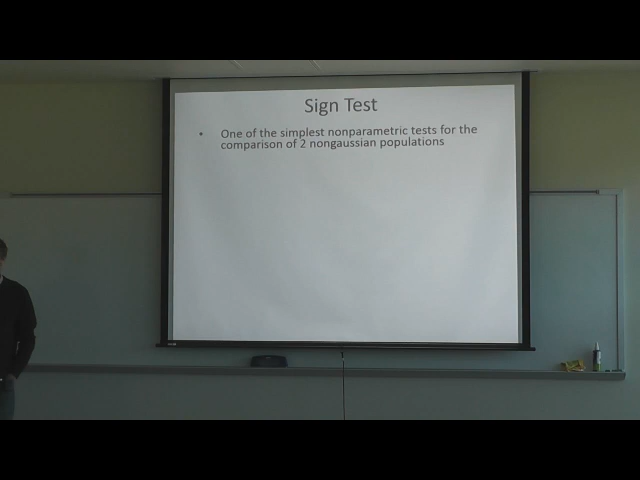 Sign Test
• One of the simplest nonparametric tests for the
comparison of 2 nongaussian populations